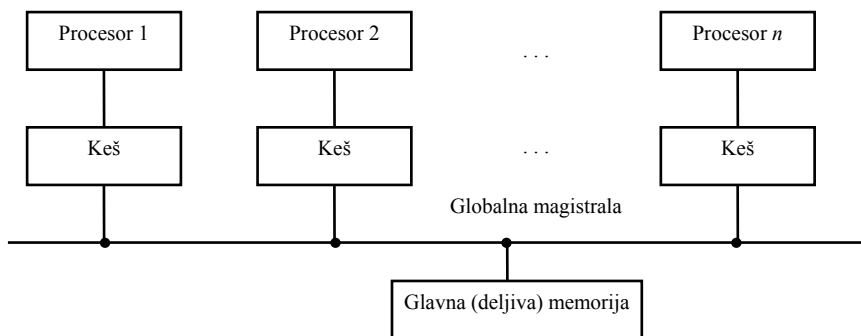 Procesor 1
Procesor 2
. . .
Procesor n
Keš
Keš
. . .
Keš
Globalna magistrala
Glavna (deljiva) memorija